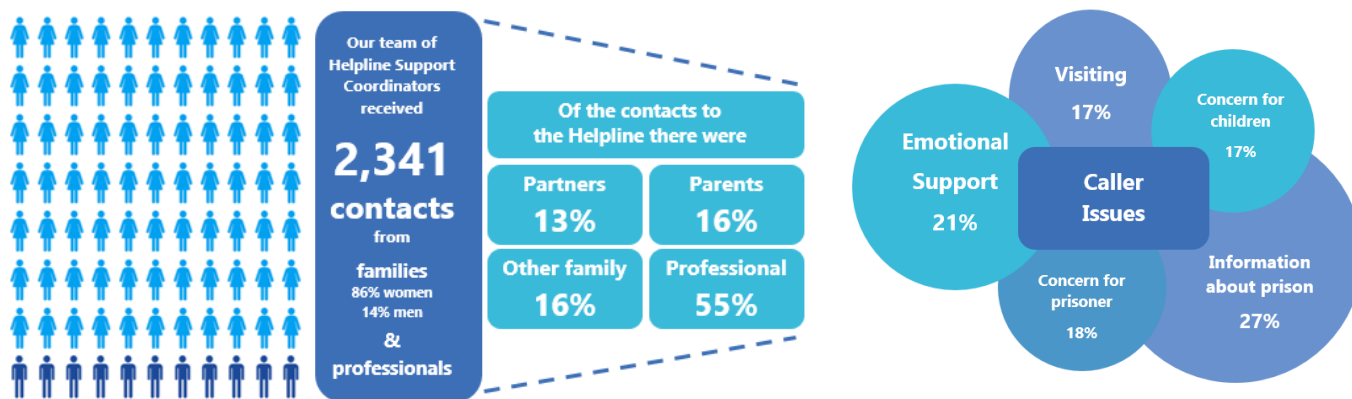 Our team of
Helpline Support
Coordinators
received
2,341
contacts
from
families
86% women
14% men
&
professionals
Of the contacts to
the Helpline there were
Partners
13%
Parents
16%
Other family
16%
Professional
55%
Visiting
17%
Concern for
children
17%
Emotional
Support
21%
Caller
Issues
Concern for
prisoner
18%
Information
about prison
27%